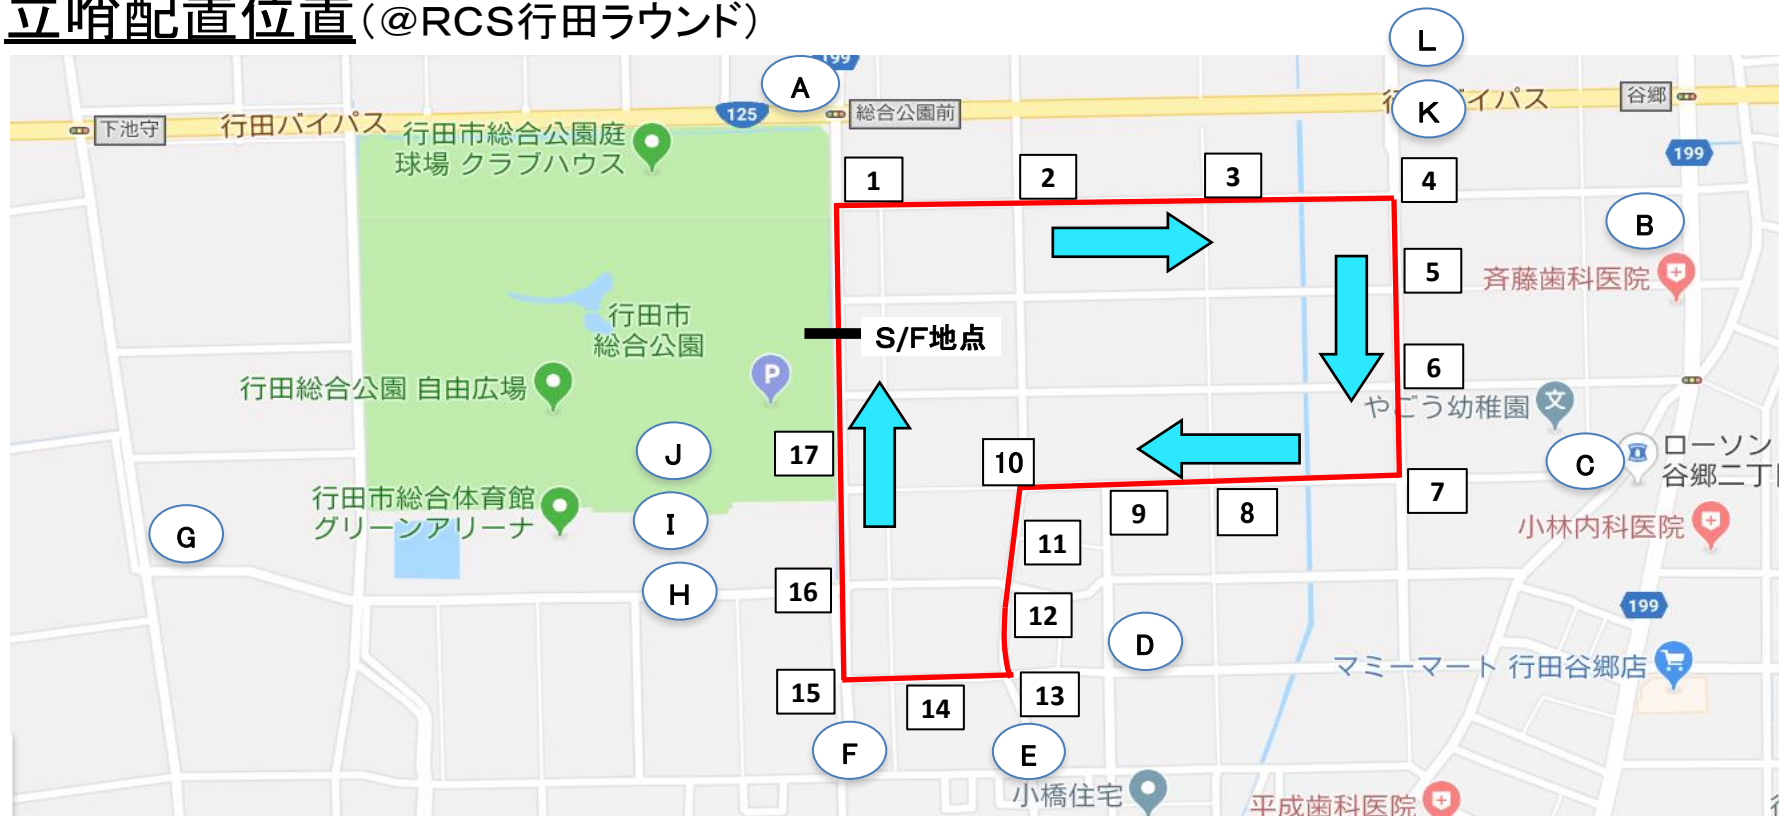 立哨配置位置(@RCS行田ラウンド)
L
A
199
K
行
イパス
谷郷
125
総合公園前
下池守
行田バイパス
行田市総合公園庭
球場 クラブハウス
199
1
2
3
4
B
5
斉藤歯科医院
行田市
総合公園
S/F地点
6
行田総合公園 自由広場
P
やごう幼稚園
文
J
17
10
C
ローソン
谷郷二丁
7
行田市総合体育館
グリーンアリーナ
I
9
8
小林内科医院
G
11
H
16
12
199
D
マミーマート 行田谷郷店
15
14
13
F
E
小橋住宅
平成歯科医院